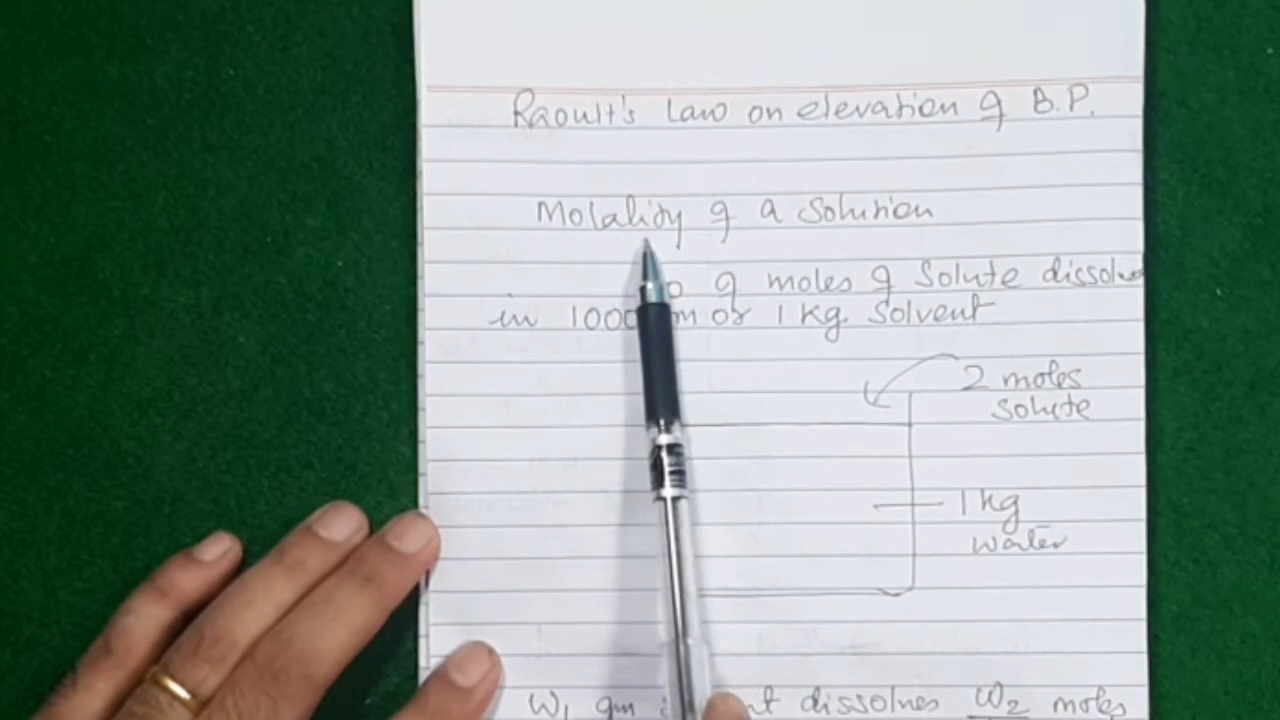 Raoult's Law on elevation of B.P.
Molality of a Solution
of moles of Solute
in 1000 m or 1 kg. Solvent
2 moles
Solute
1 kg
water
W1 gm dissolves W2 moles